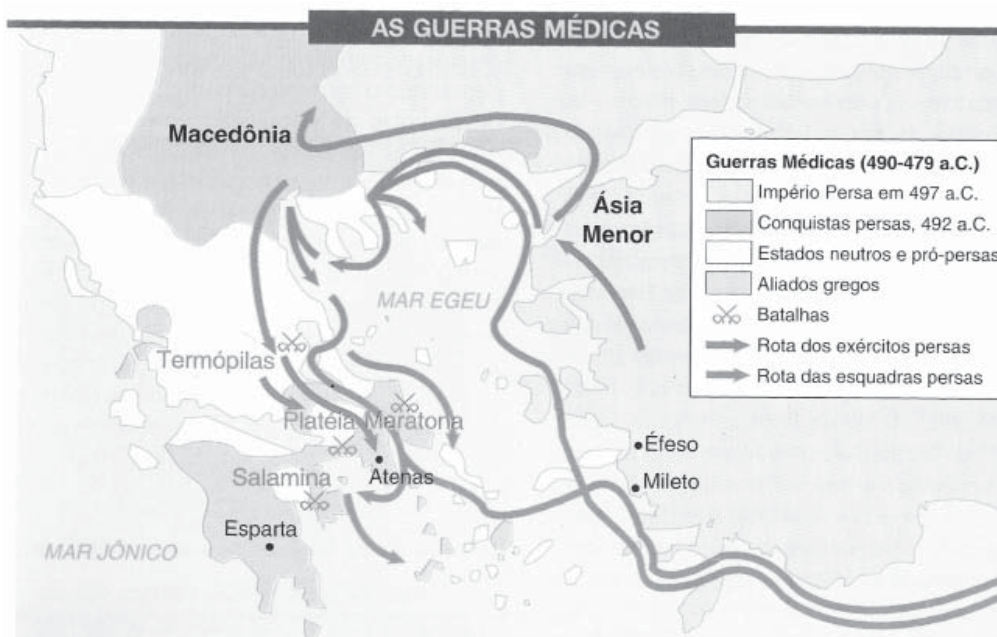 AS GUERRAS MÉDICAS
Macedônia
Guerras Médicas (490-479 a.C.)
Império Persa em 497 a.C.
Conquistas persas, 492 a.C.
Estados neutros e pró-persas
Aliados gregos
Batalhas
Rota dos exércitos persas
Rota das esquadras persas
Ásia
Menor
MAR EGEU
Termópilas
Platéia Maratona
Éfeso
Salamina
Atenas
Mileto
Esparta
MAR JÔNICO